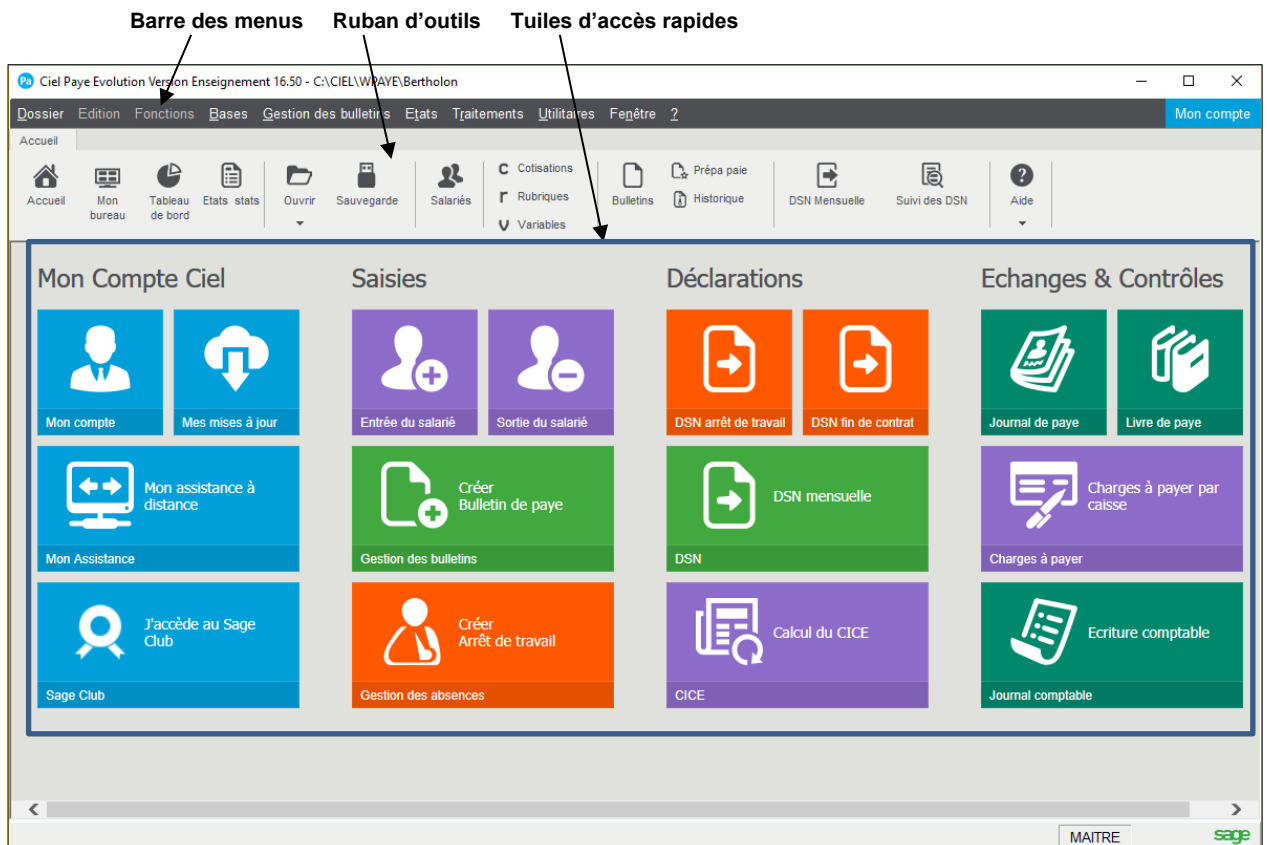 Barre des menus Ruban d'outils Tuiles d'accès rapides
Pa Ciel Paye Evolution Version Enseignement 16.50 - C:\CIEL\WPAYE\Bertholon
Dossier Edition Fonctions Bases Gestion des bulletins Etats Traitements Utilitaires Fenêtre ? Mon compte
Accueil
Accueil
Mon
bureau
Tableau
de bord
Etats stats
Ouvrir
Sauvegarde
Salariés
C Cotisations
r Rubriques
V Variables
Bulletins
Prépa paie
Historique
DSN Mensuelle
Suivi des DSN
? Aide
Mon Compte Ciel
Mon compte
Mes mises à jour
Mon assistance à
distance
Mon Assistance
J'accède au Sage
Club
Sage Club
Saisies
Entrée du salarié
Sortie du salarié
Créer
Bulletin de paye
Gestion des bulletins
Créer
Arrêt de travail
Gestion des absences
Déclarations
DSN arrêt de travail
DSN fin de contrat
DSN mensuelle
DSN
Calcul du CICE
CICE
Echanges & Contrôles
Journal de paye
Livre de paye
Charges à payer par
caisse
Charges à payer
Ecriture comptable
Journal comptable
MAITRE
sage